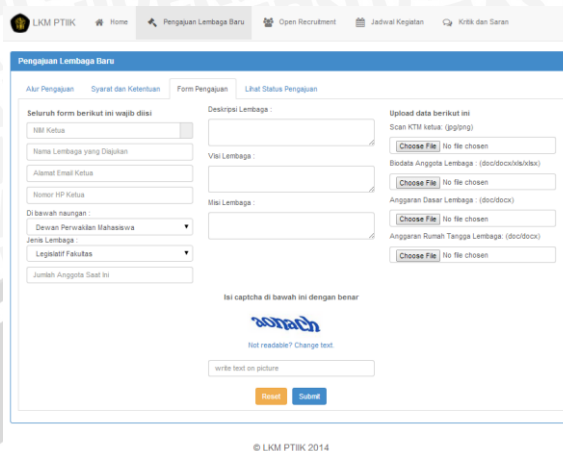 LKM PTIIK
Home
Pengajuan Lembaga Baru
Open Recruitment
Jadwal Kegiatan
Kritik dan Saran
Pengajuan Lembaga Baru
Alur Pengajuan
Syarat dan Ketentuan
Form Pengajuan
Lihat Status Pengajuan
Seluruh form berikut ini wajib diisi
NIM Ketua
Nama Lembaga yang Diajukan
Alamat Email Ketua
Nomor HP Ketua
Di bawah naungan :
Dewan Perwakilan Mahasiswa
Jenis Lembaga :
Legislatif Fakultas
Jumlah Anggota Saat Ini
Deskripsi Lembaga :
Visi Lembaga :
Misi Lembaga :
Upload data berikut ini
Scan KTM ketua: (jpg/png)
Choose File No file chosen
Biodata Anggota Lembaga : (doc/docx/xls/xlsx)
Choose File No file chosen
Anggaran Dasar Lembaga : (doc/docx)
Choose File No file chosen
Anggaran Rumah Tangga Lembaga: (doc/docx)
Choose File No file chosen
Isi captcha di bawah ini dengan benar
Not readable? Change text.
write text on picture
Reset
Submit
© LKM PTIIK 2014